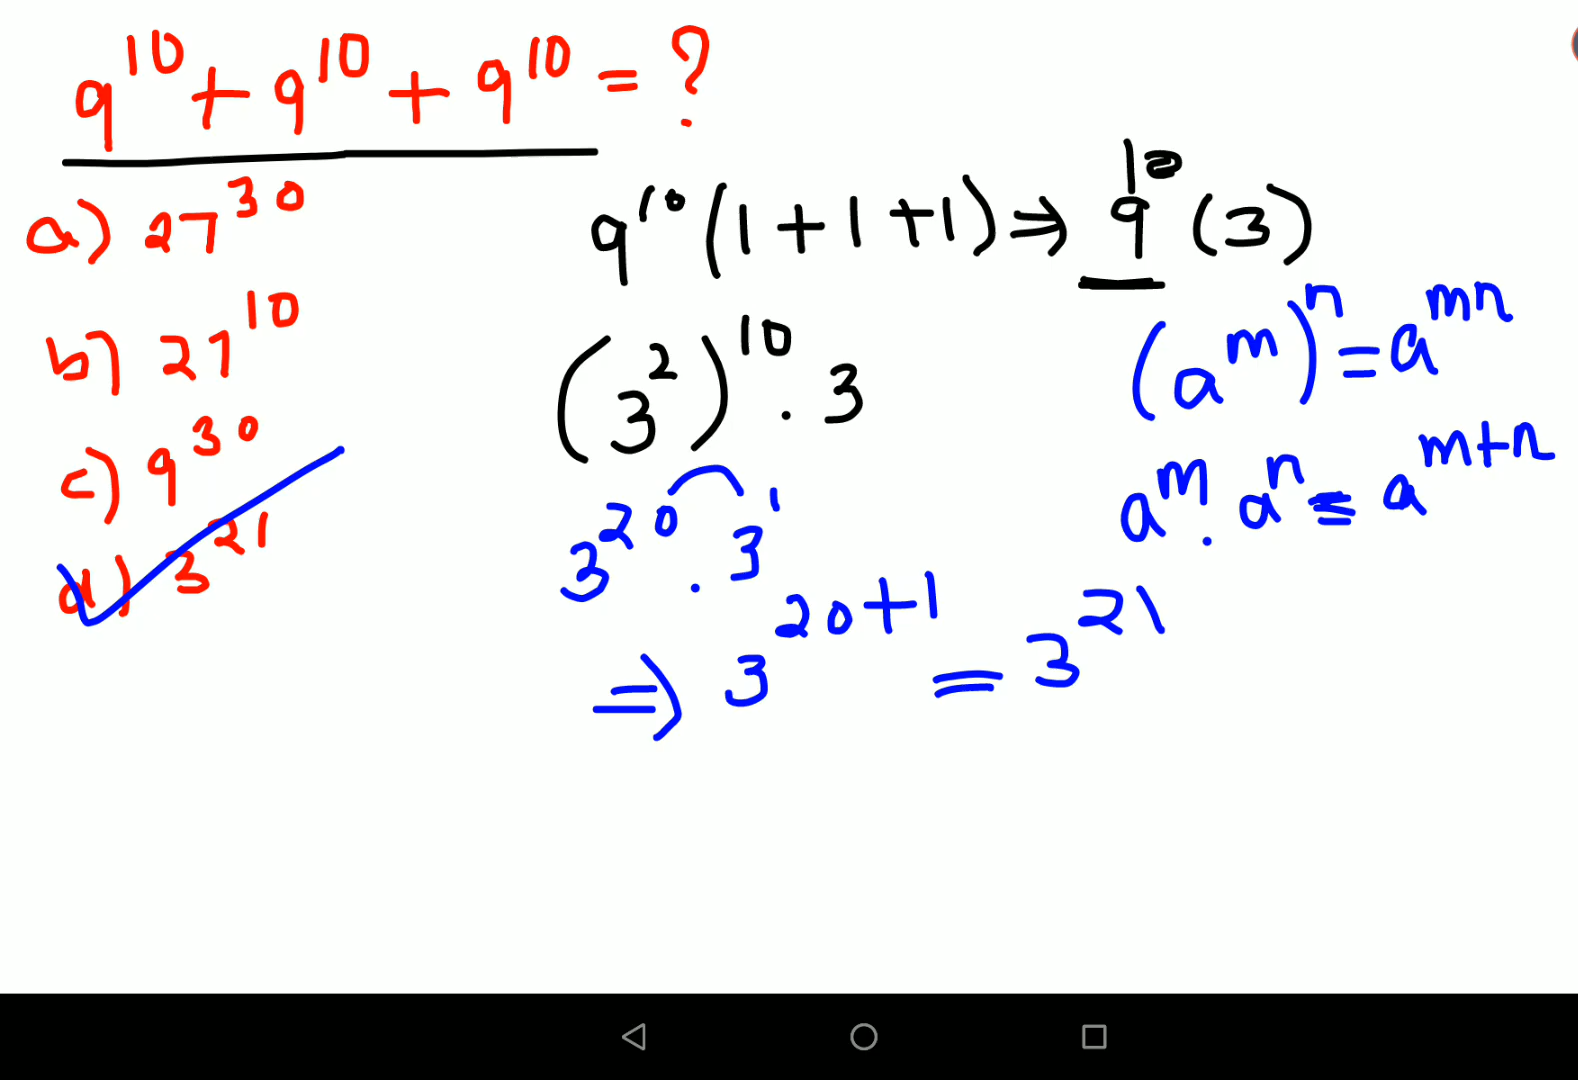 9^10 + 9^10 + 9^10 = ?
a) 27^30
b) 27^10
c) 9^30
d) 3^21
9^10 (1 + 1 + 1) ⇒ 9^10 (3)
(3^2)^10 . 3
3^20 . 3^1
⇒ 3^20+1 = 3^21
(a^m)^n = a^mn
a^m . a^n = a^m+n